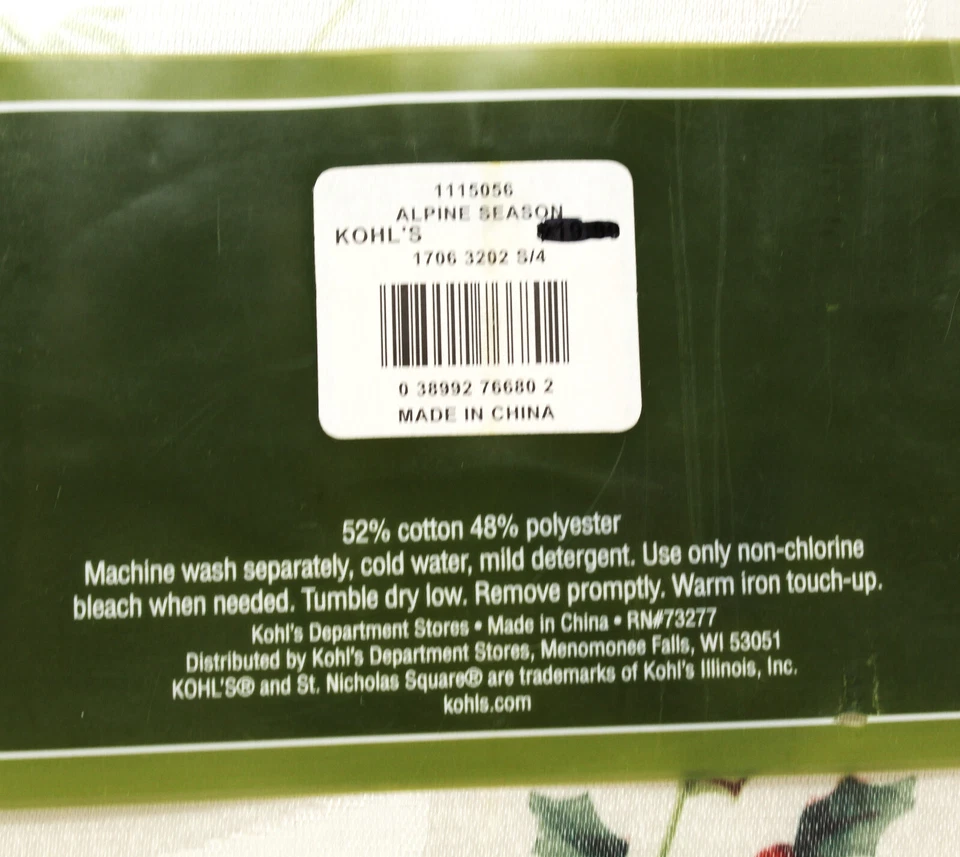 1115056
ALPINE SEASON
KOHL'S
1706 3202 S/4
0 38992 76680 2
MADE IN CHINA
52% cotton 48% polyester
Machine wash separately, cold water, mild detergent. Use only non-chlorine
bleach when needed. Tumble dry low. Remove promptly. Warm iron touch-up.
Kohl's Department Stores • Made in China • RN#73277
Distributed by Kohl's Department Stores, Menomonee Falls, WI 53051
KOHL'S® and St. Nicholas Square® are trademarks of Kohl's Illinois, Inc.
kohls.com